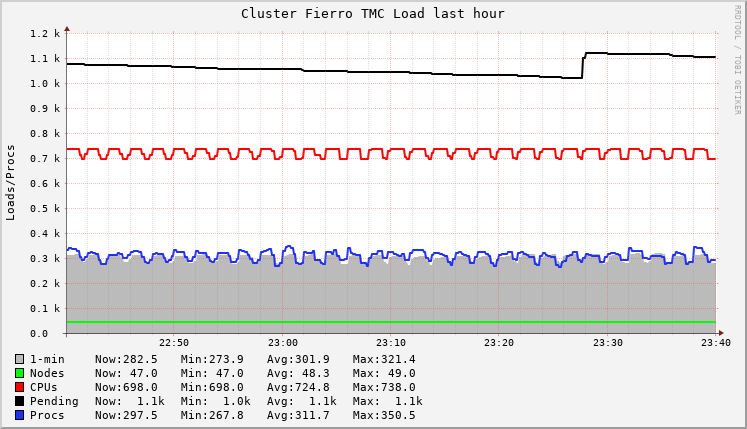 Cluster Fierro TMC Load last hour
RRDTOOL / TOBI OETIKER
Loads/Procs
1.2 k
1.1 k
1.0 k
0.9 k
0.8 k
0.7 k
0.6 k
0.5 k
0.4 k
0.3 k
0.2 k
0.1 k
0.0
22:50 23:00 23:10 23:20 23:30 23:40
1-min Now:282.5 Min:273.9 Avg:301.9 Max:321.4
Nodes Now: 47.0 Min: 47.0 Avg: 48.3 Max: 49.0
CPUs Now:698.0 Min:698.0 Avg:724.8 Max:738.0
Pending Now: 1.1k Min: 1.0k Avg: 1.1k Max: 1.1k
Procs Now:297.5 Min:267.8 Avg:311.7 Max:350.5